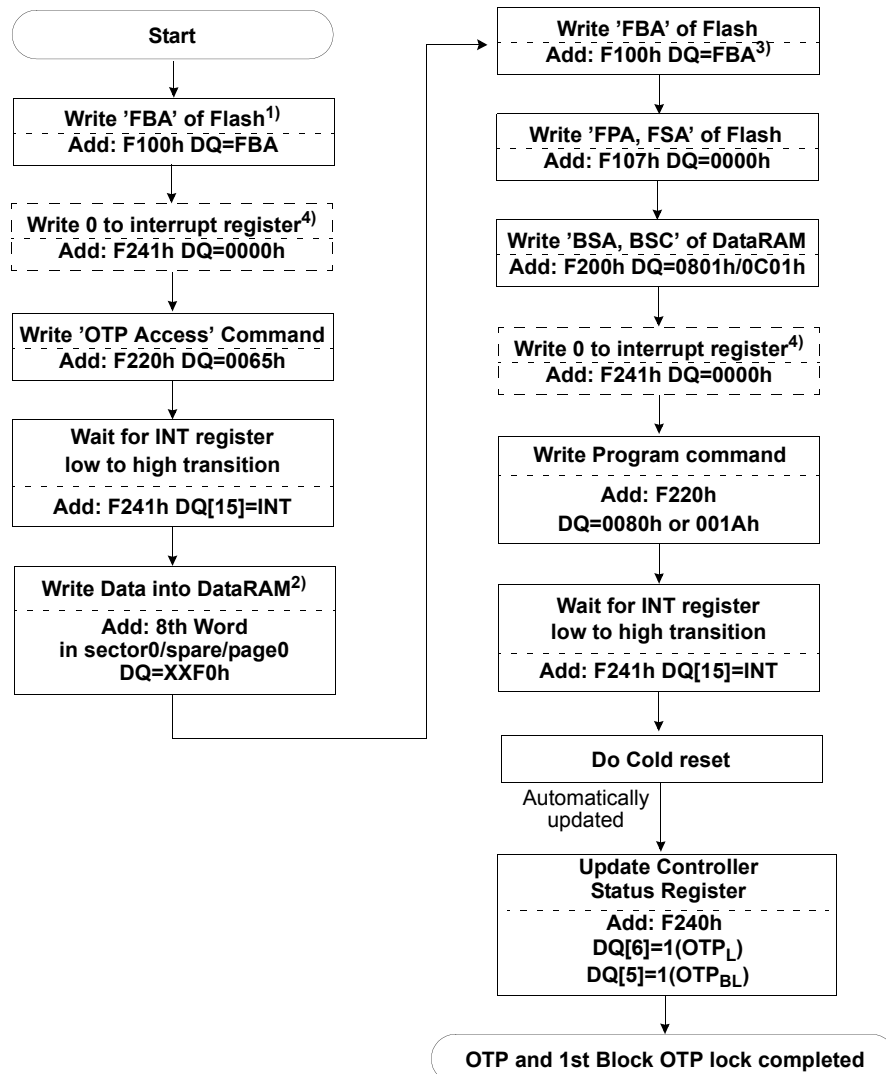 Start
Write ’FBA’ of Flash1)
Add: F100h DQ=FBA
Write 0 to interrupt register4)
Add: F241h DQ=0000h
Write ’OTP Access’ Command
Add: F220h DQ=0065h
Wait for INT register
low to high transition
Add: F241h DQ[15]=INT
Write Data into DataRAM2)
Add: 8th Word
in sector0/spare/page0
DQ=XXF0h
Write ’FBA’ of Flash
Add: F100h DQ=FBA3)
Write ’FPA, FSA’ of Flash
Add: F107h DQ=0000h
Write ’BSA, BSC’ of DataRAM
Add: F200h DQ=0801h/0C01h
Write 0 to interrupt register4)
Add: F241h DQ=0000h
Write Program command
Add: F220h
DQ=0080h or 001Ah
Wait for INT register
low to high transition
Add: F241h DQ[15]=INT
Do Cold reset
Automatically
updated
Update Controller
Status Register
Add: F240h
DQ[6]=1(OTPL)
DQ[5]=1(OTPBL)
OTP and 1st Block OTP lock completed